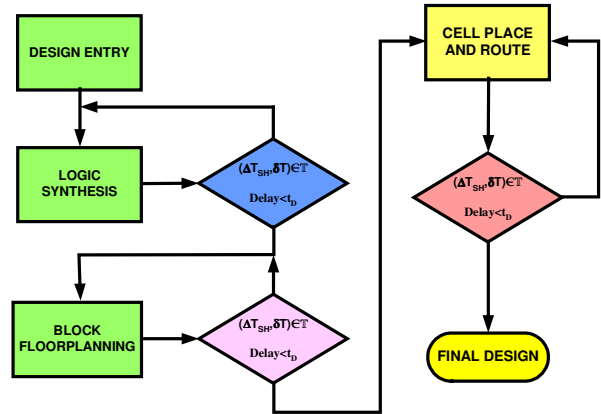 DESIGN ENTRY
LOGIC
SYNTHESIS
(ΔT_SH,δT)∈𝕋
Delay<t_D
BLOCK
FLOORPLANNING
(ΔT_SH,δT)∈𝕋
Delay<t_D
CELL PLACE
AND ROUTE
(ΔT_SH,δT)∈𝕋
Delay<t_D
FINAL DESIGN